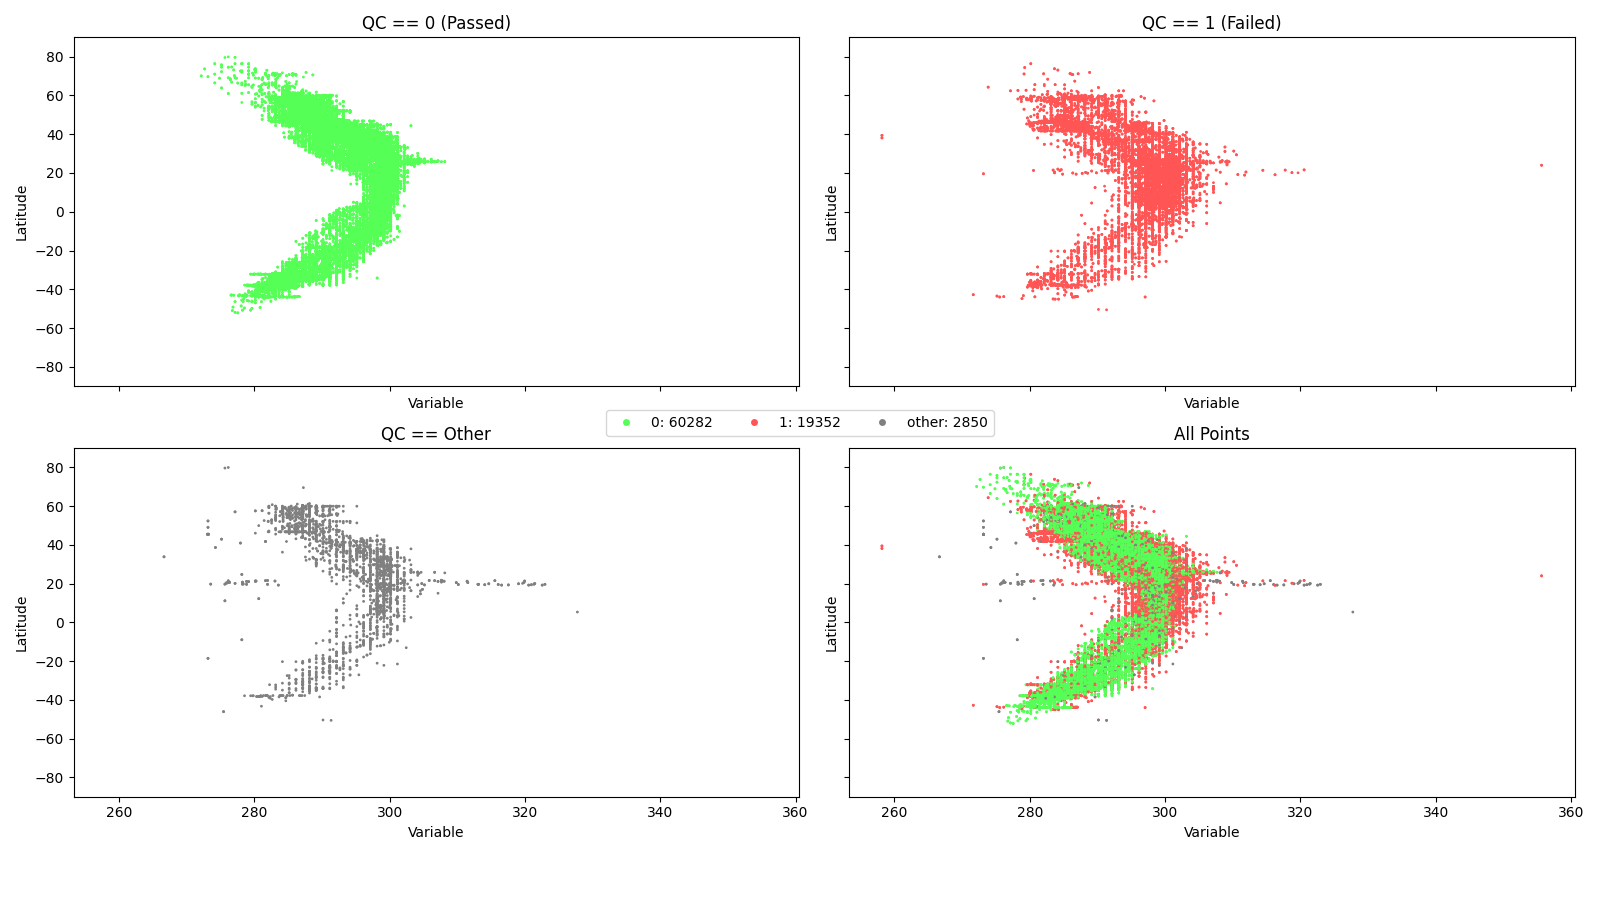 QC == 0 (Passed)
QC == 1 (Failed)
80
60
40
20
0
−20
−40
−60
−80
Latitude
Latitude
Variable
Variable
0: 60282 1: 19352 other: 2850
QC == Other
All Points
80
60
40
20
0
−20
−40
−60
−80
Latitude
Latitude
260 280 300 320 340 360
260 280 300 320 340 360
Variable
Variable